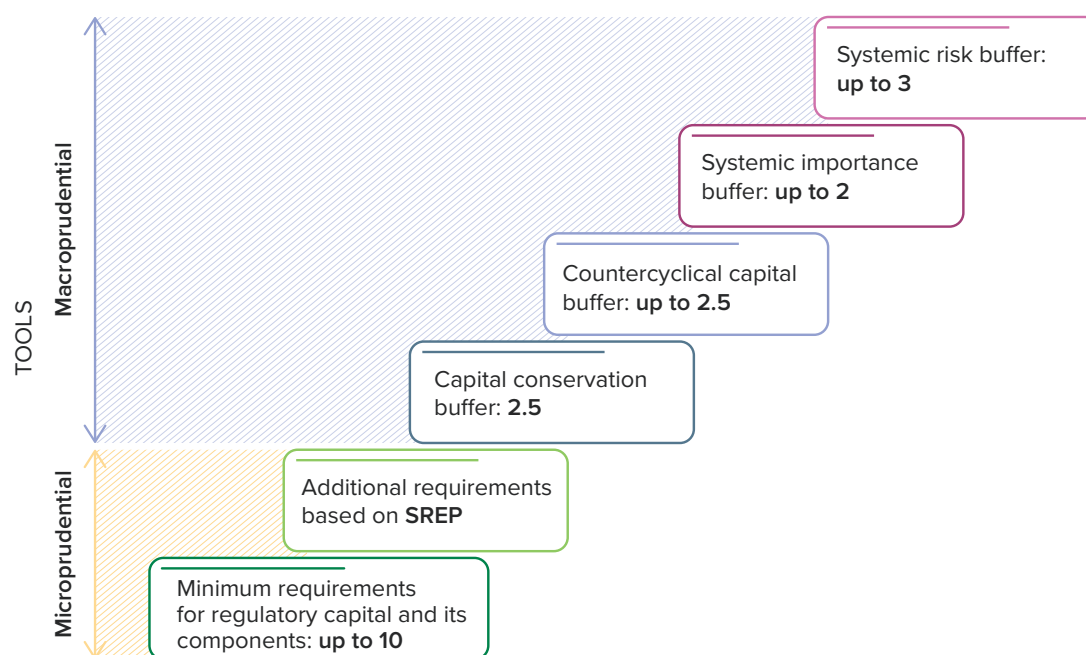 TOOLS
Macroprudential
Systemic risk buffer:
up to 3
Systemic importance
buffer: up to 2
Countercyclical capital
buffer: up to 2.5
Capital conservation
buffer: 2.5
Microprudential
Additional requirements
based on SREP
Minimum requirements
for regulatory capital and its
components: up to 10